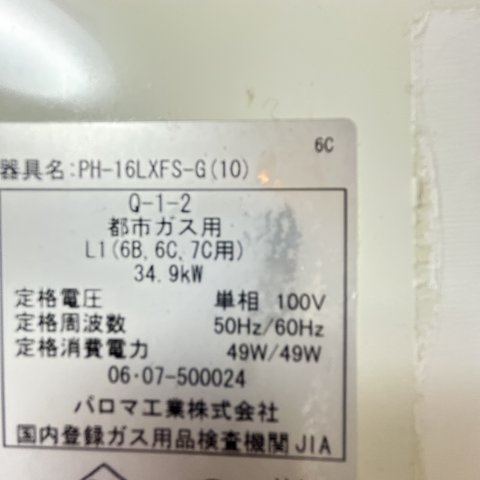 6C
器具名:PH-16LXFS-G(10)
Q-1-2
都市ガス用
L1(6B, 6C, 7C用)
34.9kW
定格電圧 単相 100V
定格周波数 50Hz/60Hz
定格消費電力 49W/49W
06・07-500024
パロマ工業株式会社
国内登録ガス用品検査機関JIA